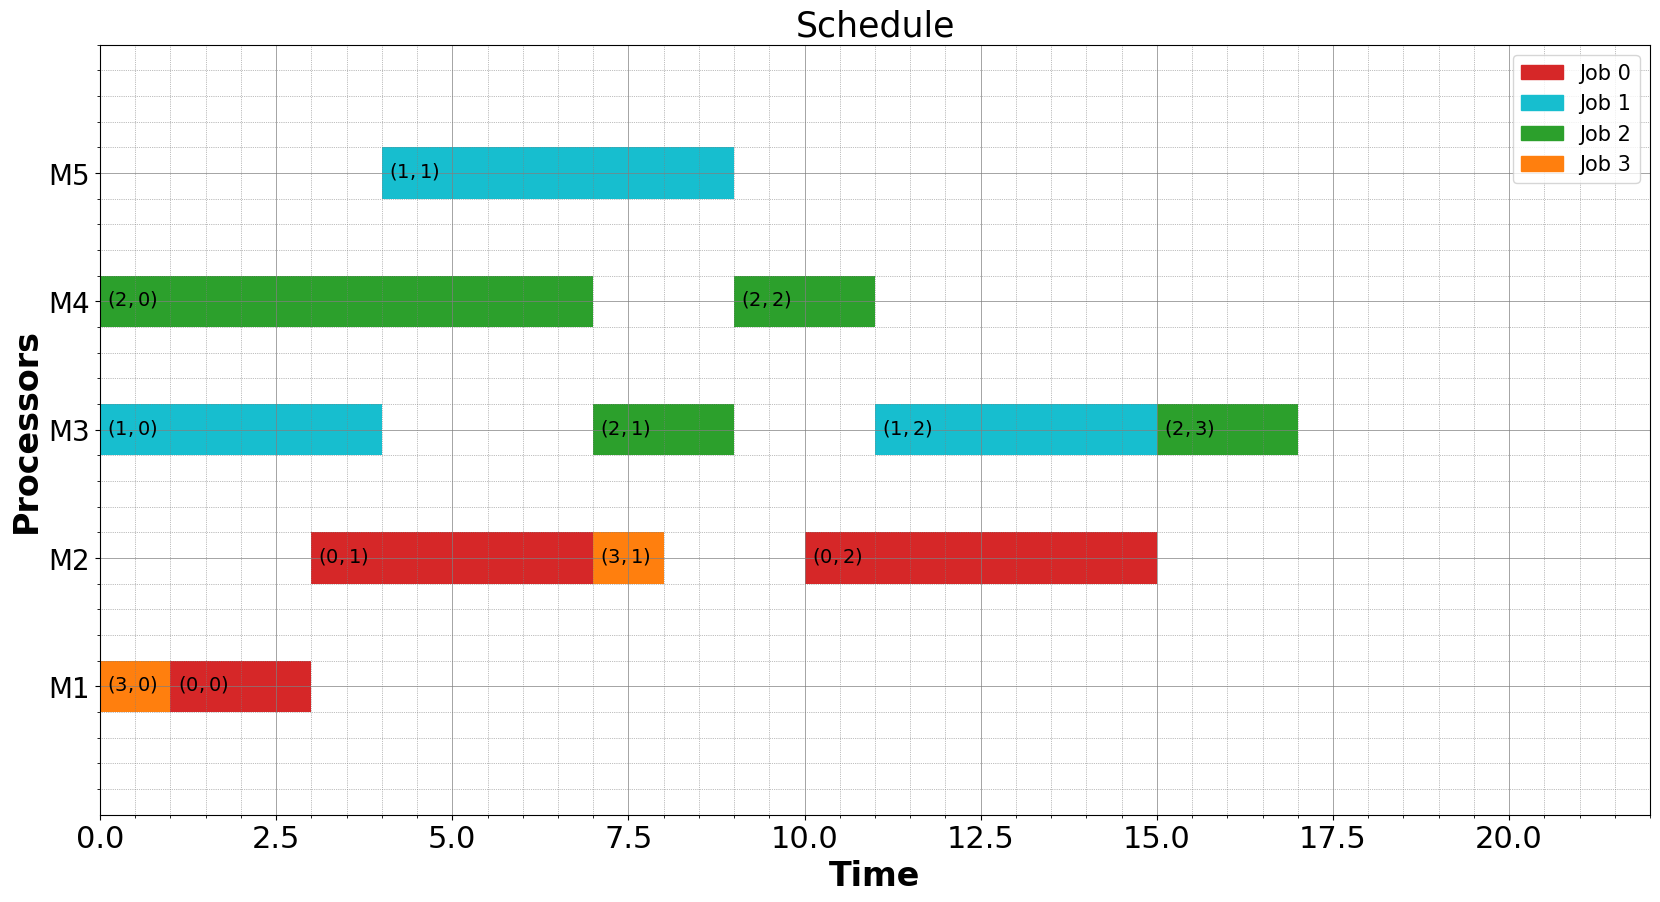 Schedule
Job 0
Job 1
Job 2
Job 3
M5
(1, 1)
M4
(2, 0)
(2, 2)
M3
(1, 0)
(2, 1)
(1, 2)
(2, 3)
M2
(0, 1)
(3, 1)
(0, 2)
M1
(3, 0)
(0, 0)
Processors
0.0 2.5 5.0 7.5 10.0 12.5 15.0 17.5 20.0
Time